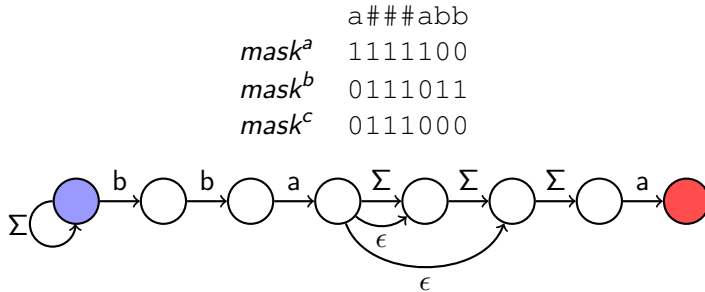 a###abb
mask^a 1111100
mask^b 0111011
mask^c 0111000
b b a Σ Σ Σ a
Σ
ϵ
ϵ